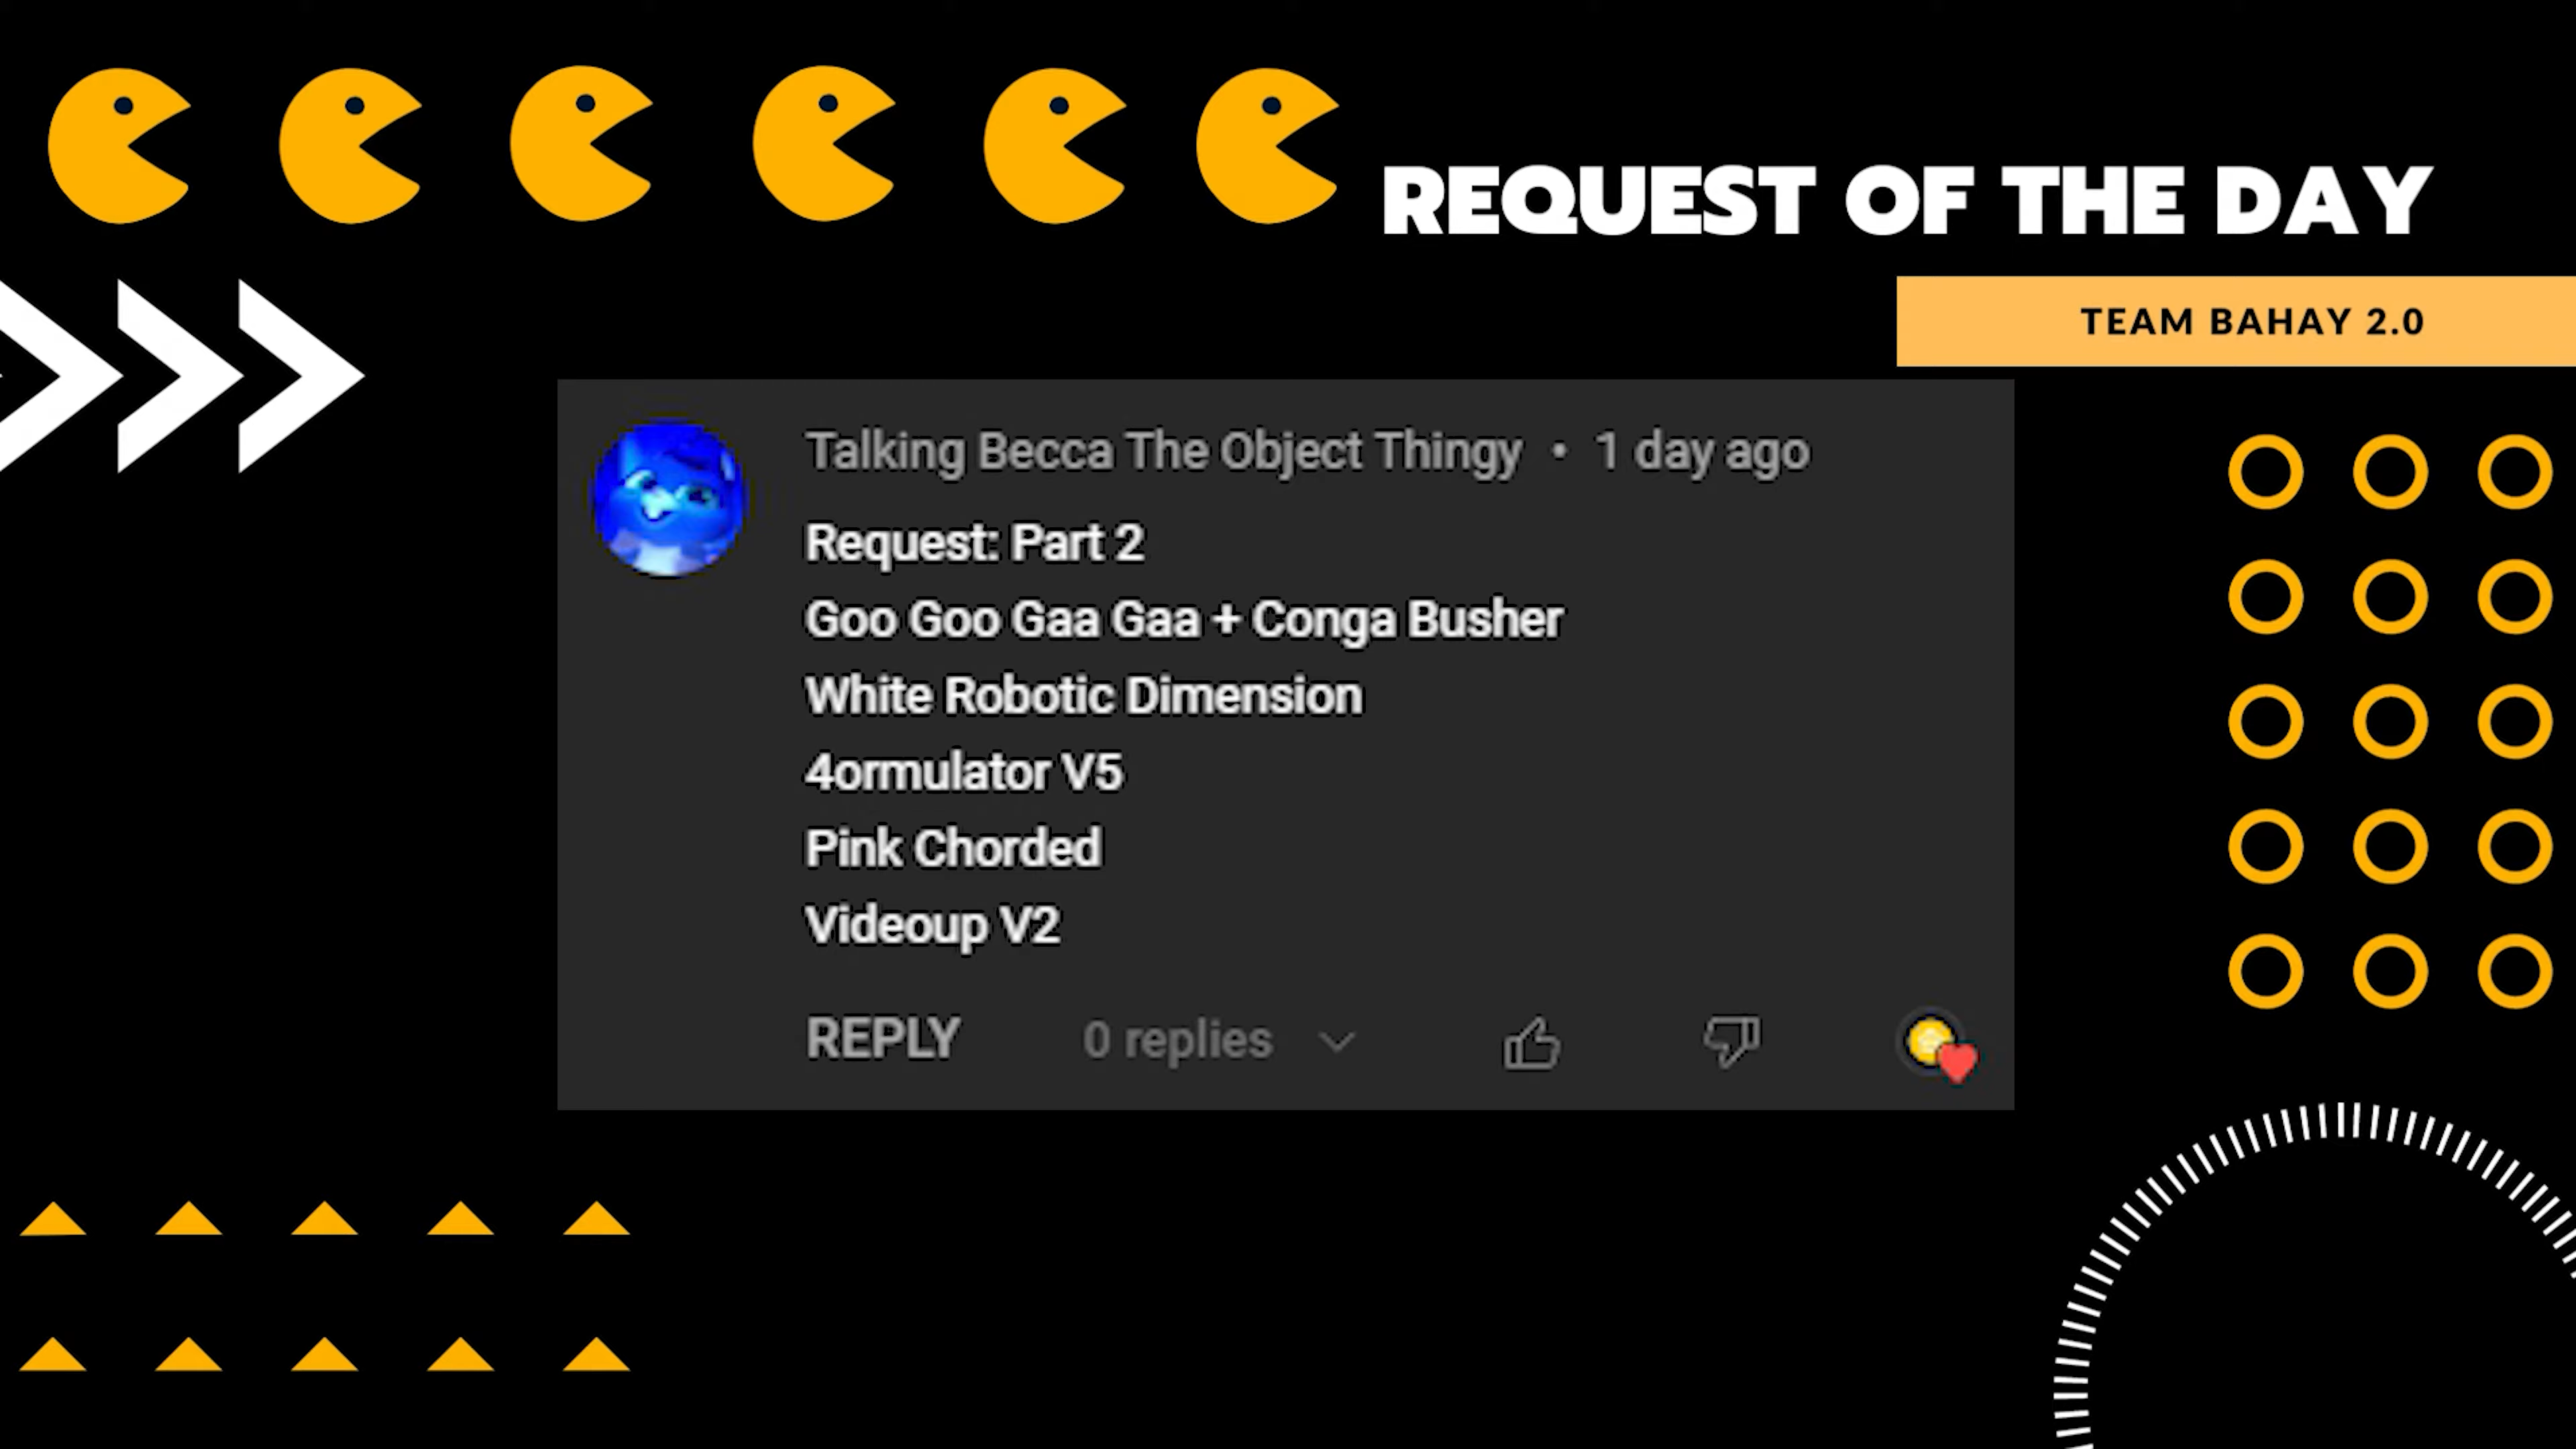 REQUEST OF THE DAY
TEAM BAHAY 2.0
Talking Becca The Object Thingy • 1 day ago
Request: Part 2
Goo Goo Gaa Gaa + Conga Busher
White Robotic Dimension
4ormulator V5
Pink Chorded
Videoup V2
REPLY 0 replies